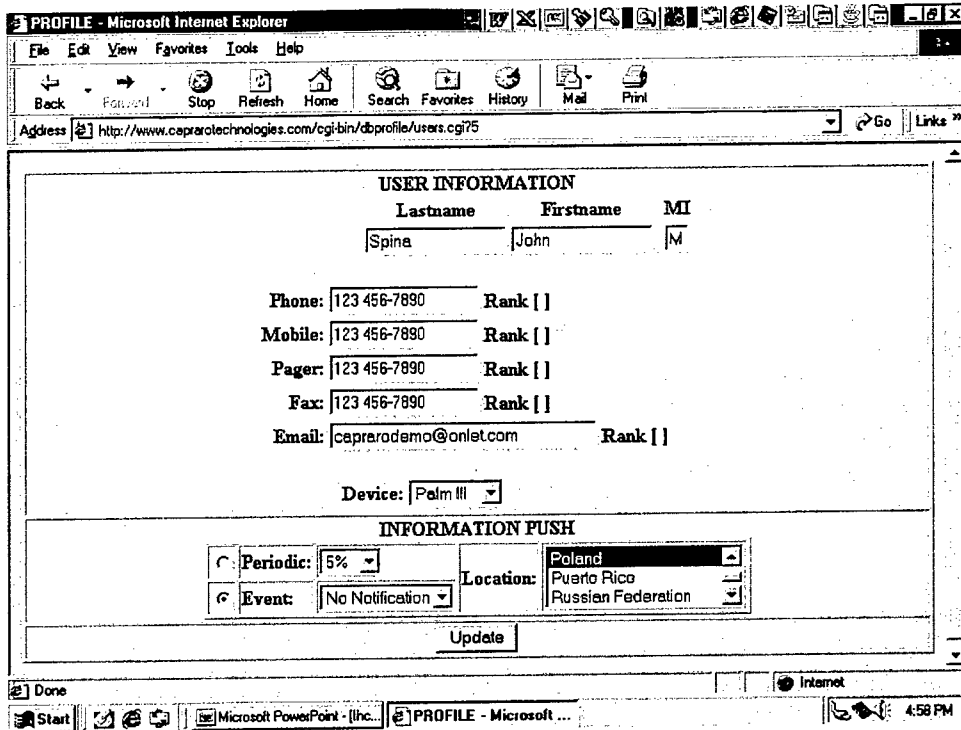 PROFILE - Microsoft Internet Explorer
File Edit View Favorites Tools Help
Back Forward Stop Refresh Home Search Favorites History Mail Print
Address http://www.caprarotechnologies.com/cgi-bin/dbprofile/users.cgi?5 Go Links »
USER INFORMATION
Lastname Firstname MI
Spina John M
Phone: 123 456-7890 Rank [ ]
Mobile: 123 456-7890 Rank [ ]
Pager: 123 456-7890 Rank [ ]
Fax: 123 456-7890 Rank [ ]
Email: caprarodemo@onlet.com Rank [ ]
Device: Palm III
INFORMATION PUSH
Periodic: 5%
Event: No Notification
Location: Poland
Puerto Rico
Russian Federation
Update
Done Internet
Start Microsoft PowerPoint - [Ihc... PROFILE - Microsoft ... 4:58 PM